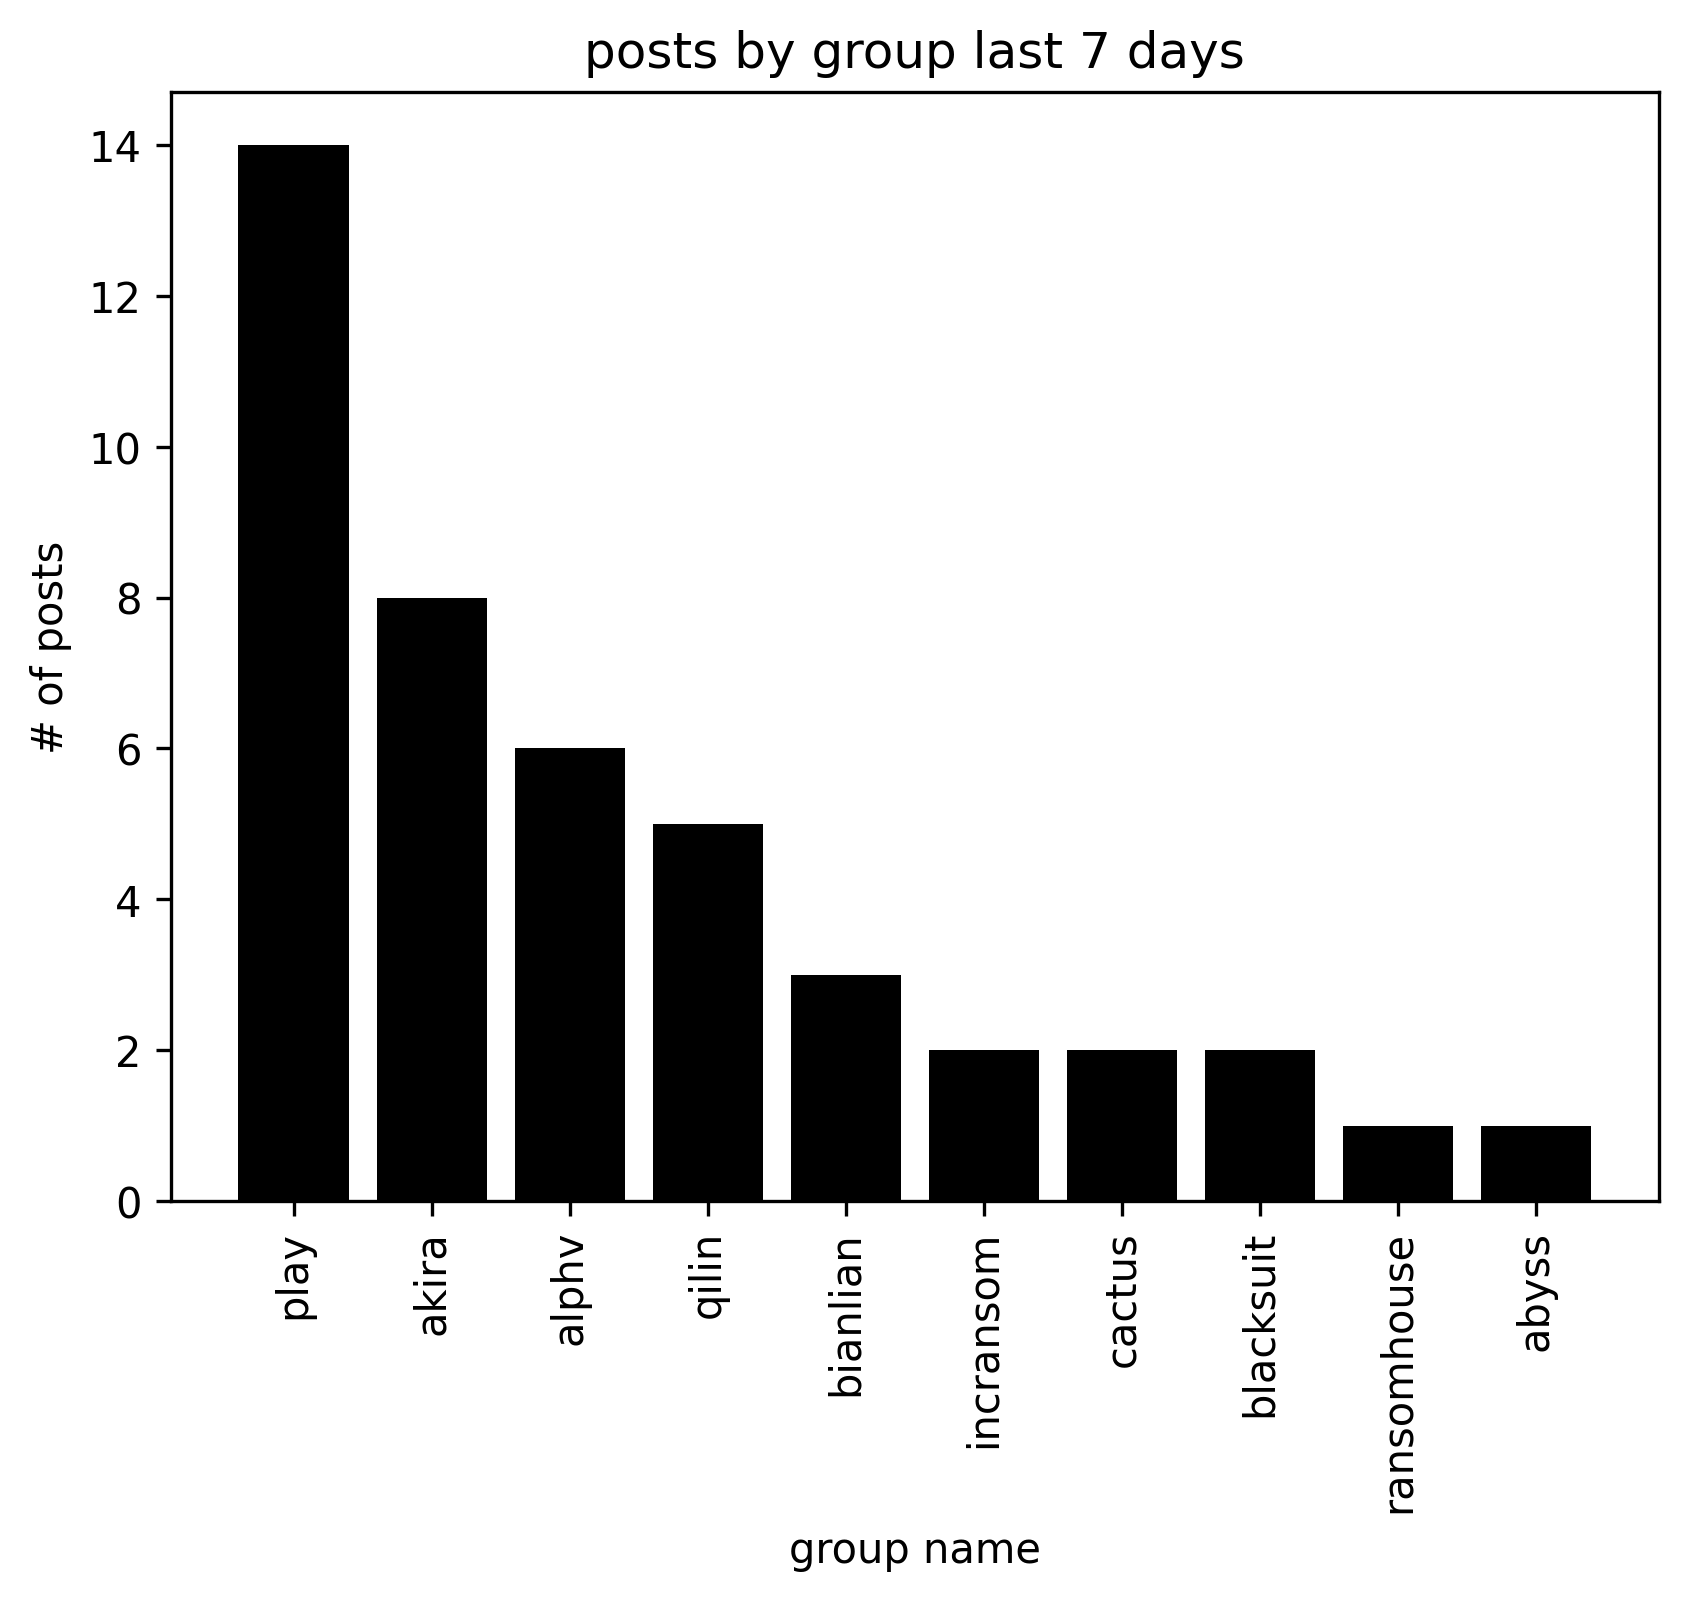 posts by group last 7 days
14
12
10
8
6
4
2
0
# of posts
play
akira
alphv
qilin
bianlian
incransom
cactus
blacksuit
ransomhouse
abyss
group name